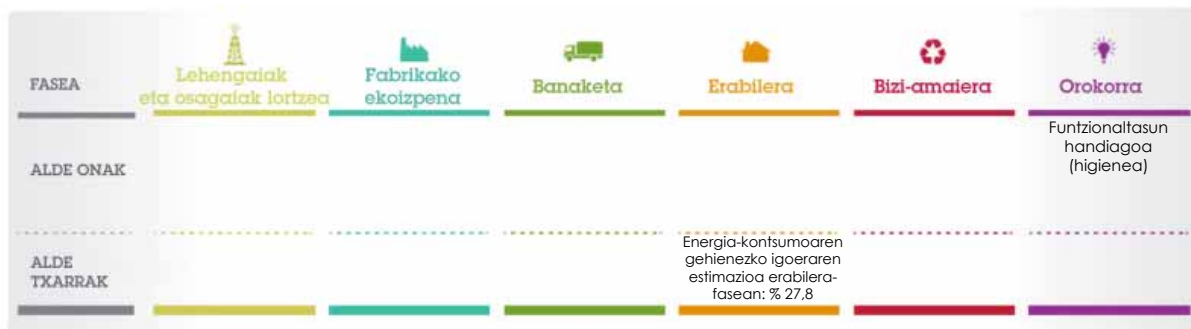 FASEA
Lehengaiak
eta osagaiak lortzea
Fabrikako
ekoizpena
Banaketa
Erabilera
Bizi-amaiera
Orokorra
ALDE ONAK
Funtzionaltasun
handiagoa
(higienea)
ALDE
TXARRAK
Energia-kontsumoaren
gehienezko igoeraren
estimazioa erabilera-
fasean: % 27,8